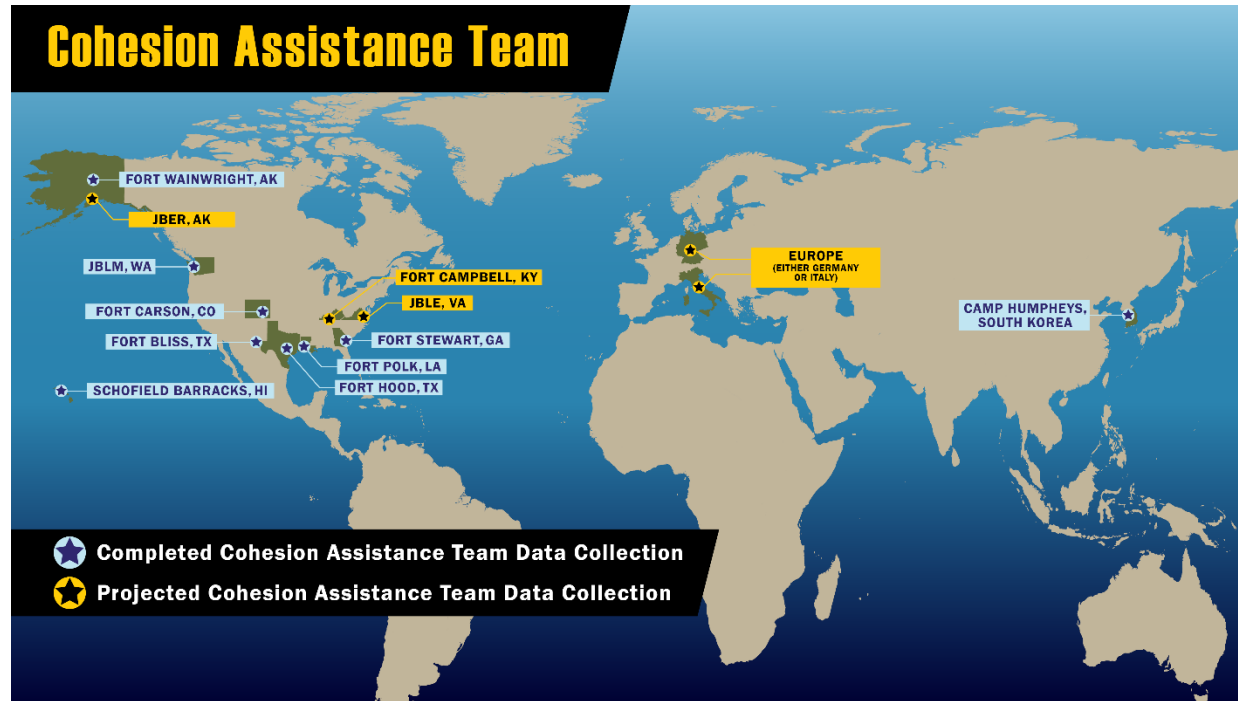 Cohesion Assistance Team
FORT WAINWRIGHT, AK
JBER, AK
JBLM, WA
FORT CARSON, CO
FORT BLISS, TX
SCHOFIELD BARRACKS, HI
FORT CAMPBELL, KY
JBLE, VA
FORT STEWART, GA
FORT POLK, LA
FORT HOOD, TX
EUROPE
(EITHER GERMANY
OR ITALY)
CAMP HUMPHEYS,
SOUTH KOREA
Completed Cohesion Assistance Team Data Collection
Projected Cohesion Assistance Team Data Collection